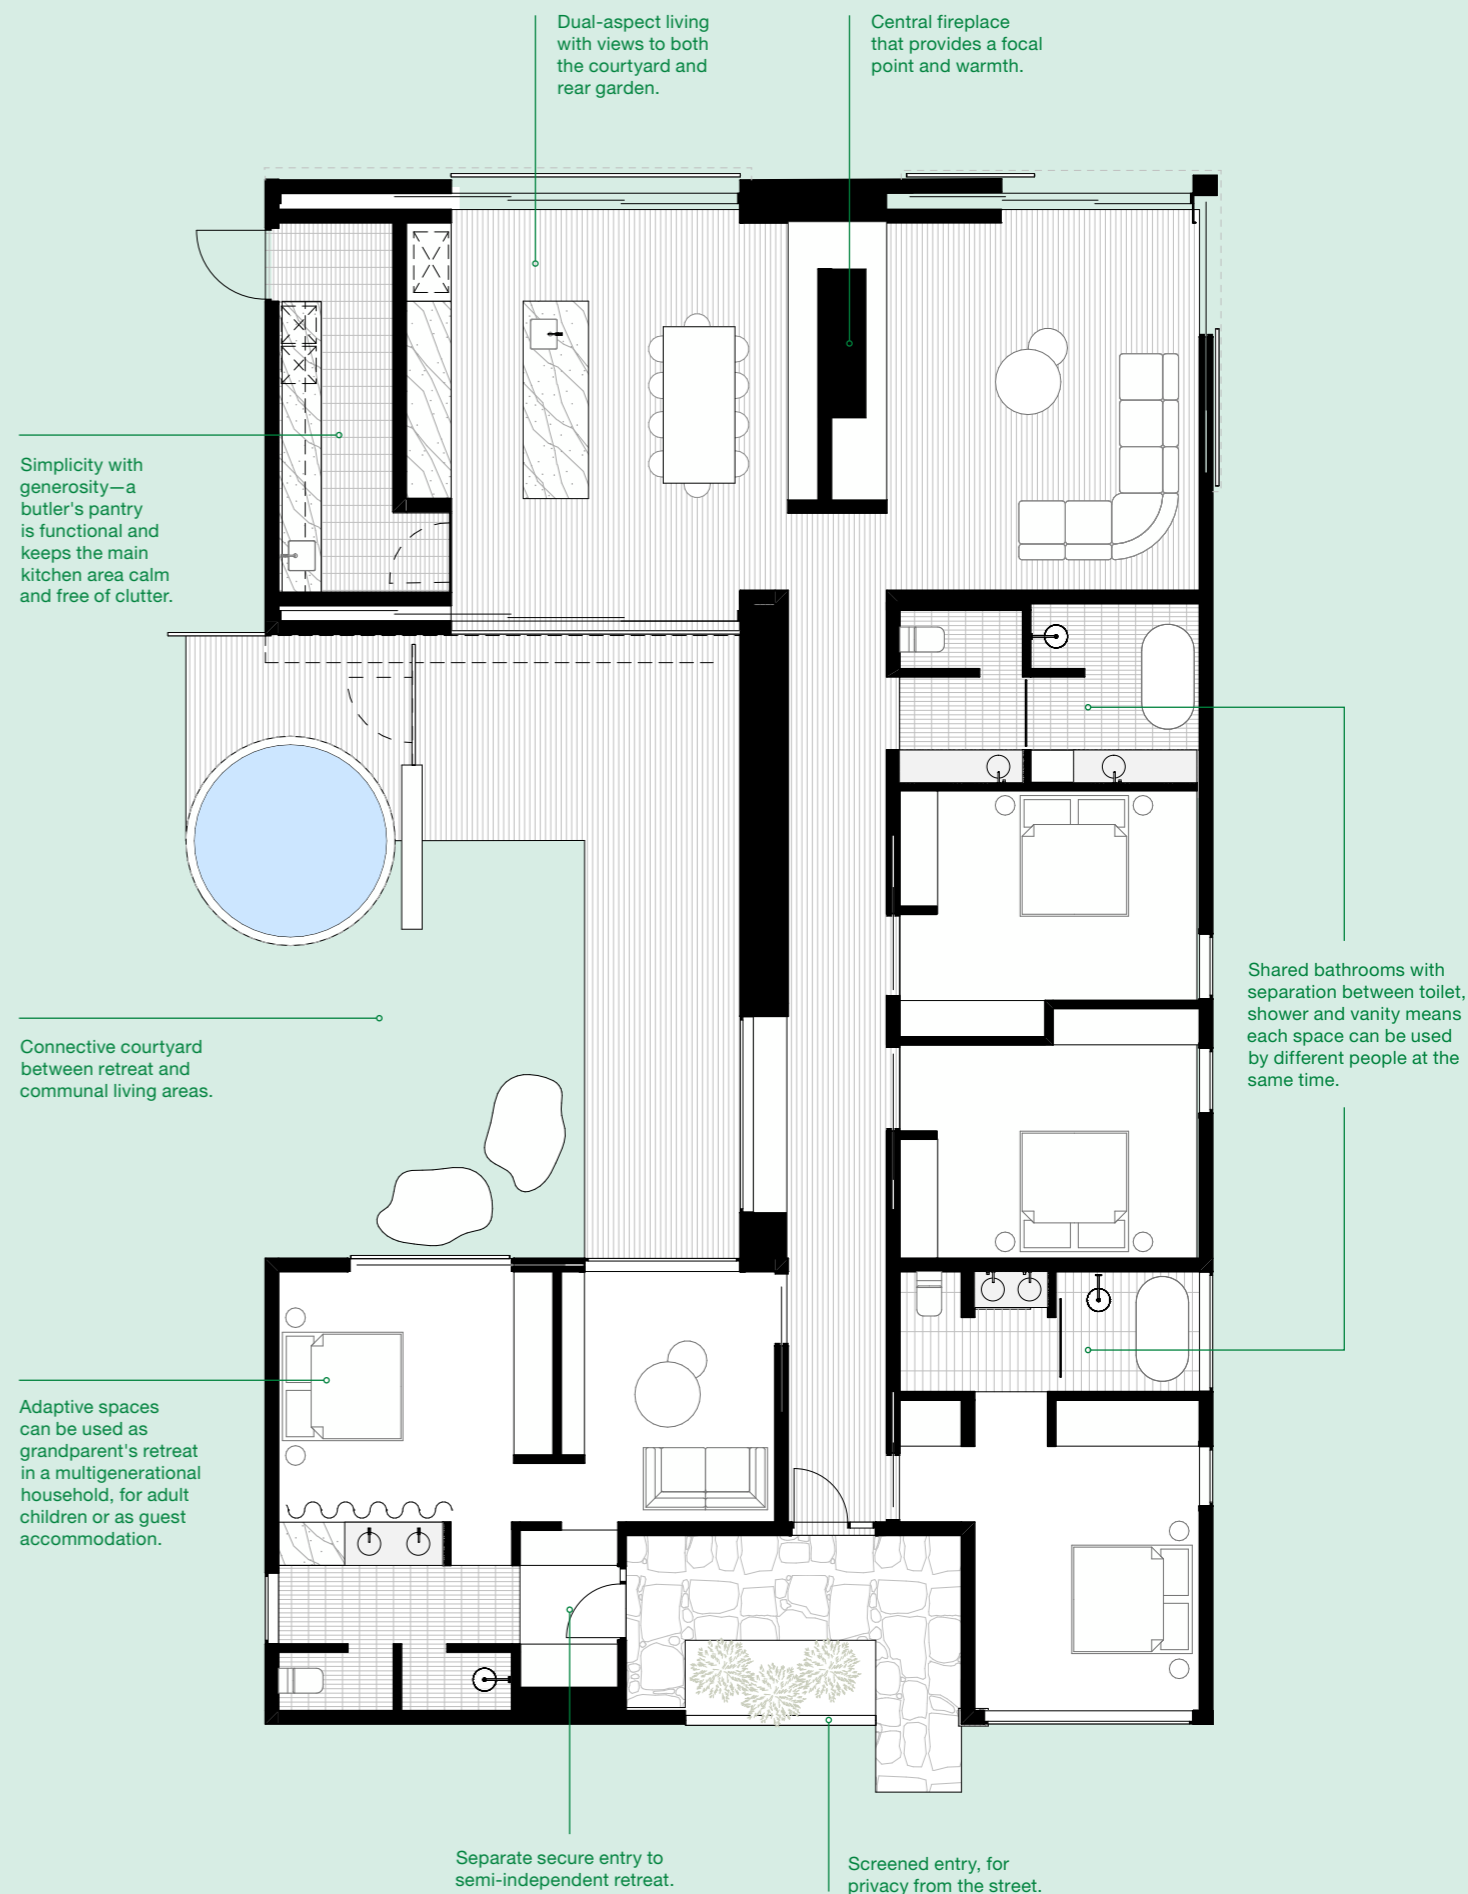 Dual-aspect living
with views to both
the courtyard and
rear garden.
Central fireplace
that provides a focal
point and warmth.
Simplicity with
generosity—a
butler's pantry
is functional and
keeps the main
kitchen area calm
and free of clutter.
Shared bathrooms with
separation between toilet,
shower and vanity means
each space can be used
by different people at the
same time.
Connective courtyard
between retreat and
communal living areas.
Adaptive spaces
can be used as
grandparent's retreat
in a multigenerational
household, for adult
children or as guest
accommodation.
Separate secure entry to
semi-independent retreat.
Screened entry, for
privacy from the street.